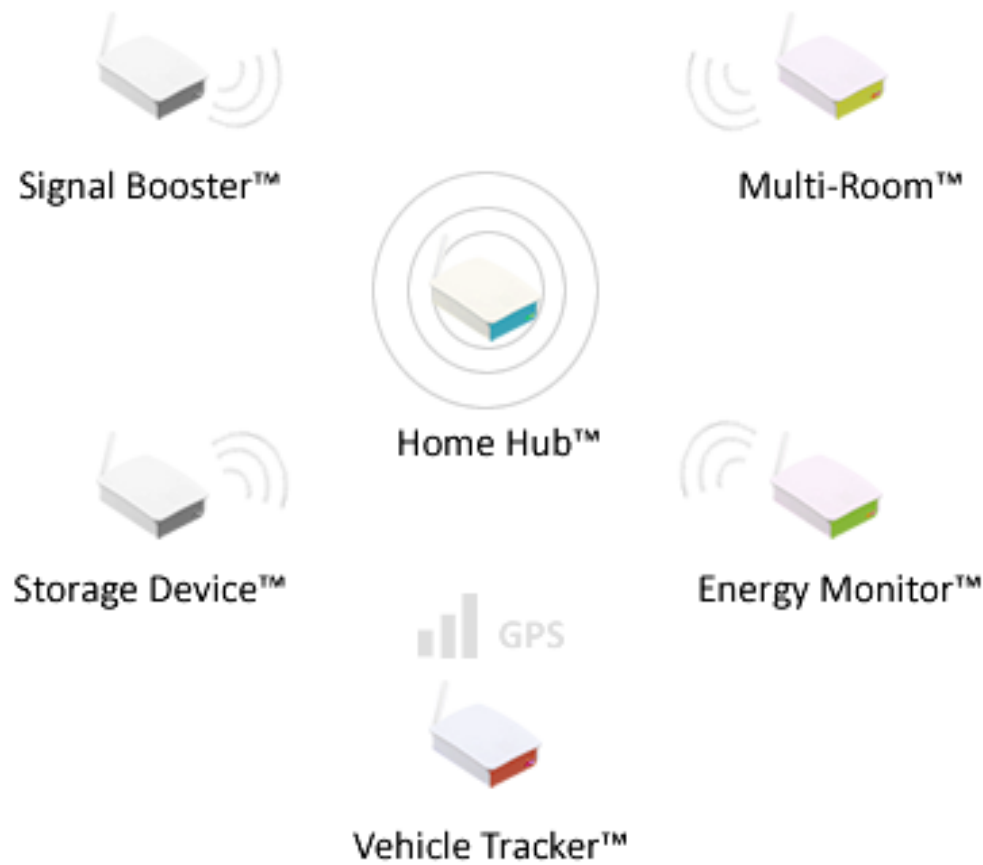 Signal Booster™
Multi-Room™
Home Hub™
Storage Device™
Energy Monitor™
GPS
Vehicle Tracker™